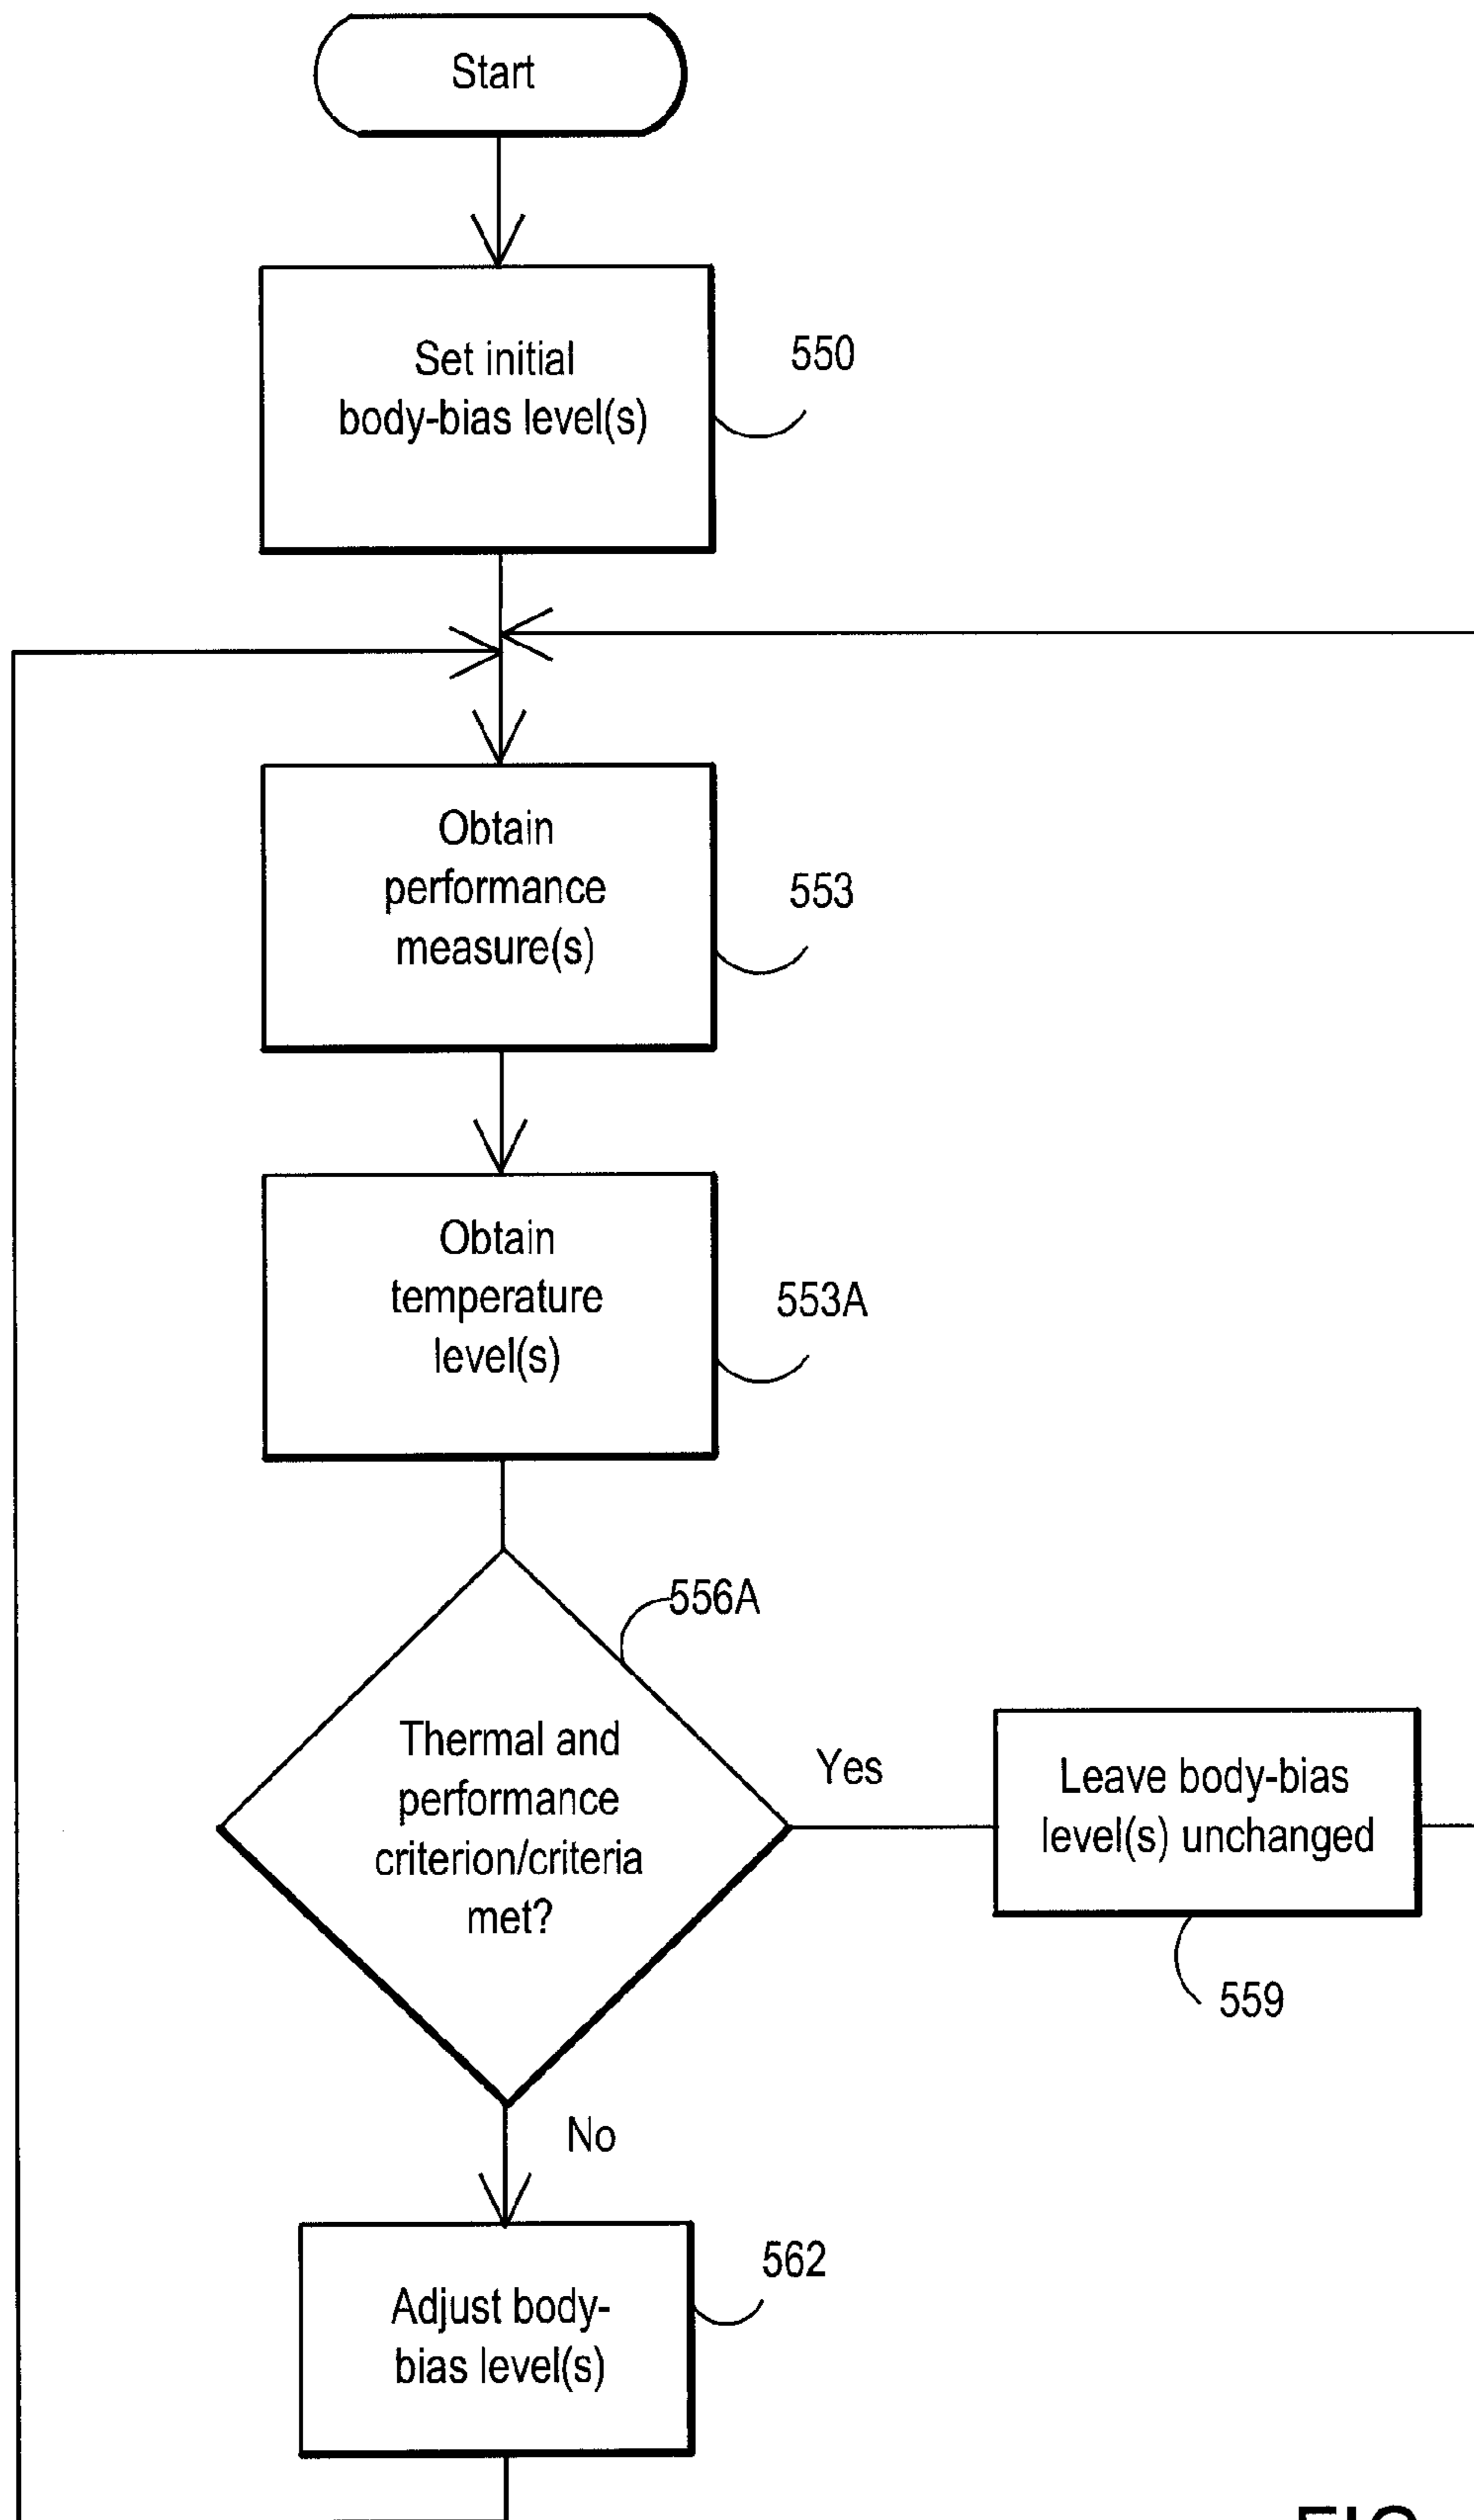 Start
Set initial
body-bias level(s)
550
Obtain
performance
measure(s)
553
Obtain
temperature
level(s)
553A
556A
Thermal and
performance
criterion/criteria
met?
Yes
Leave body-bias
level(s) unchanged
559
No
562
Adjust body-
bias level(s)